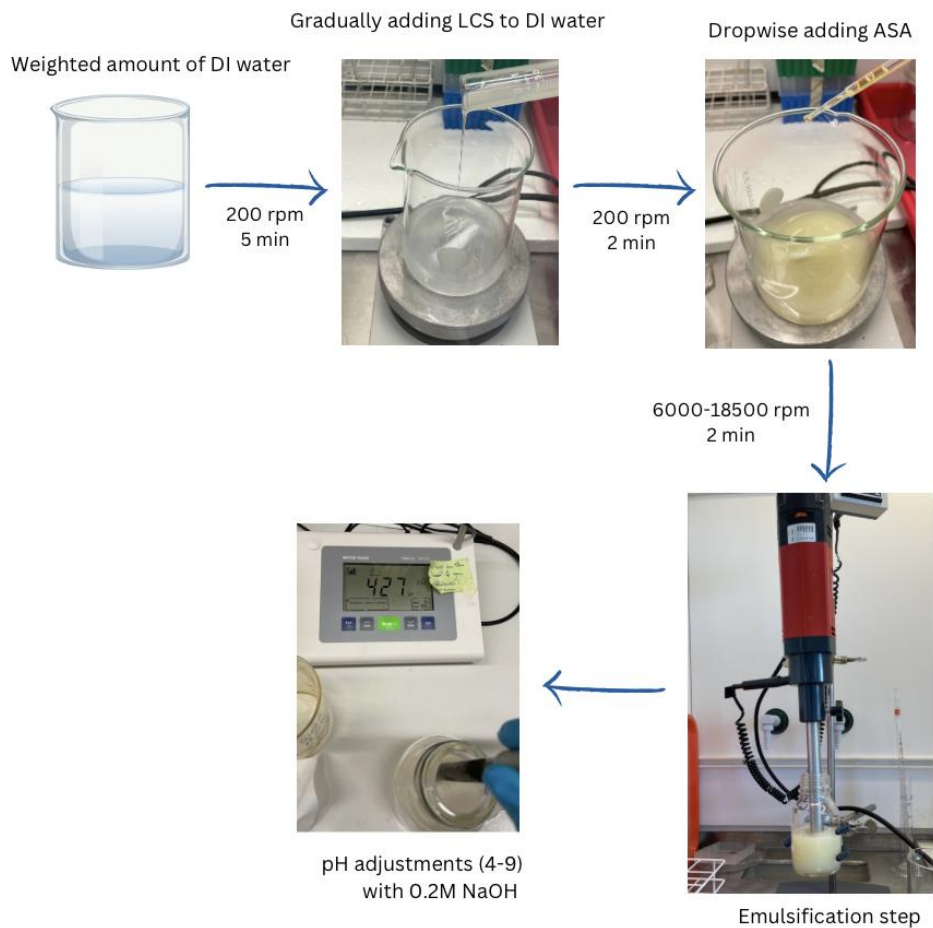 Gradually adding LCS to DI water
Dropwise adding ASA
Weighted amount of DI water
200 rpm
5 min
200 rpm
2 min
6000-18500 rpm
2 min
427
pH adjustments (4-9)
with 0.2M NaOH
Emulsification step